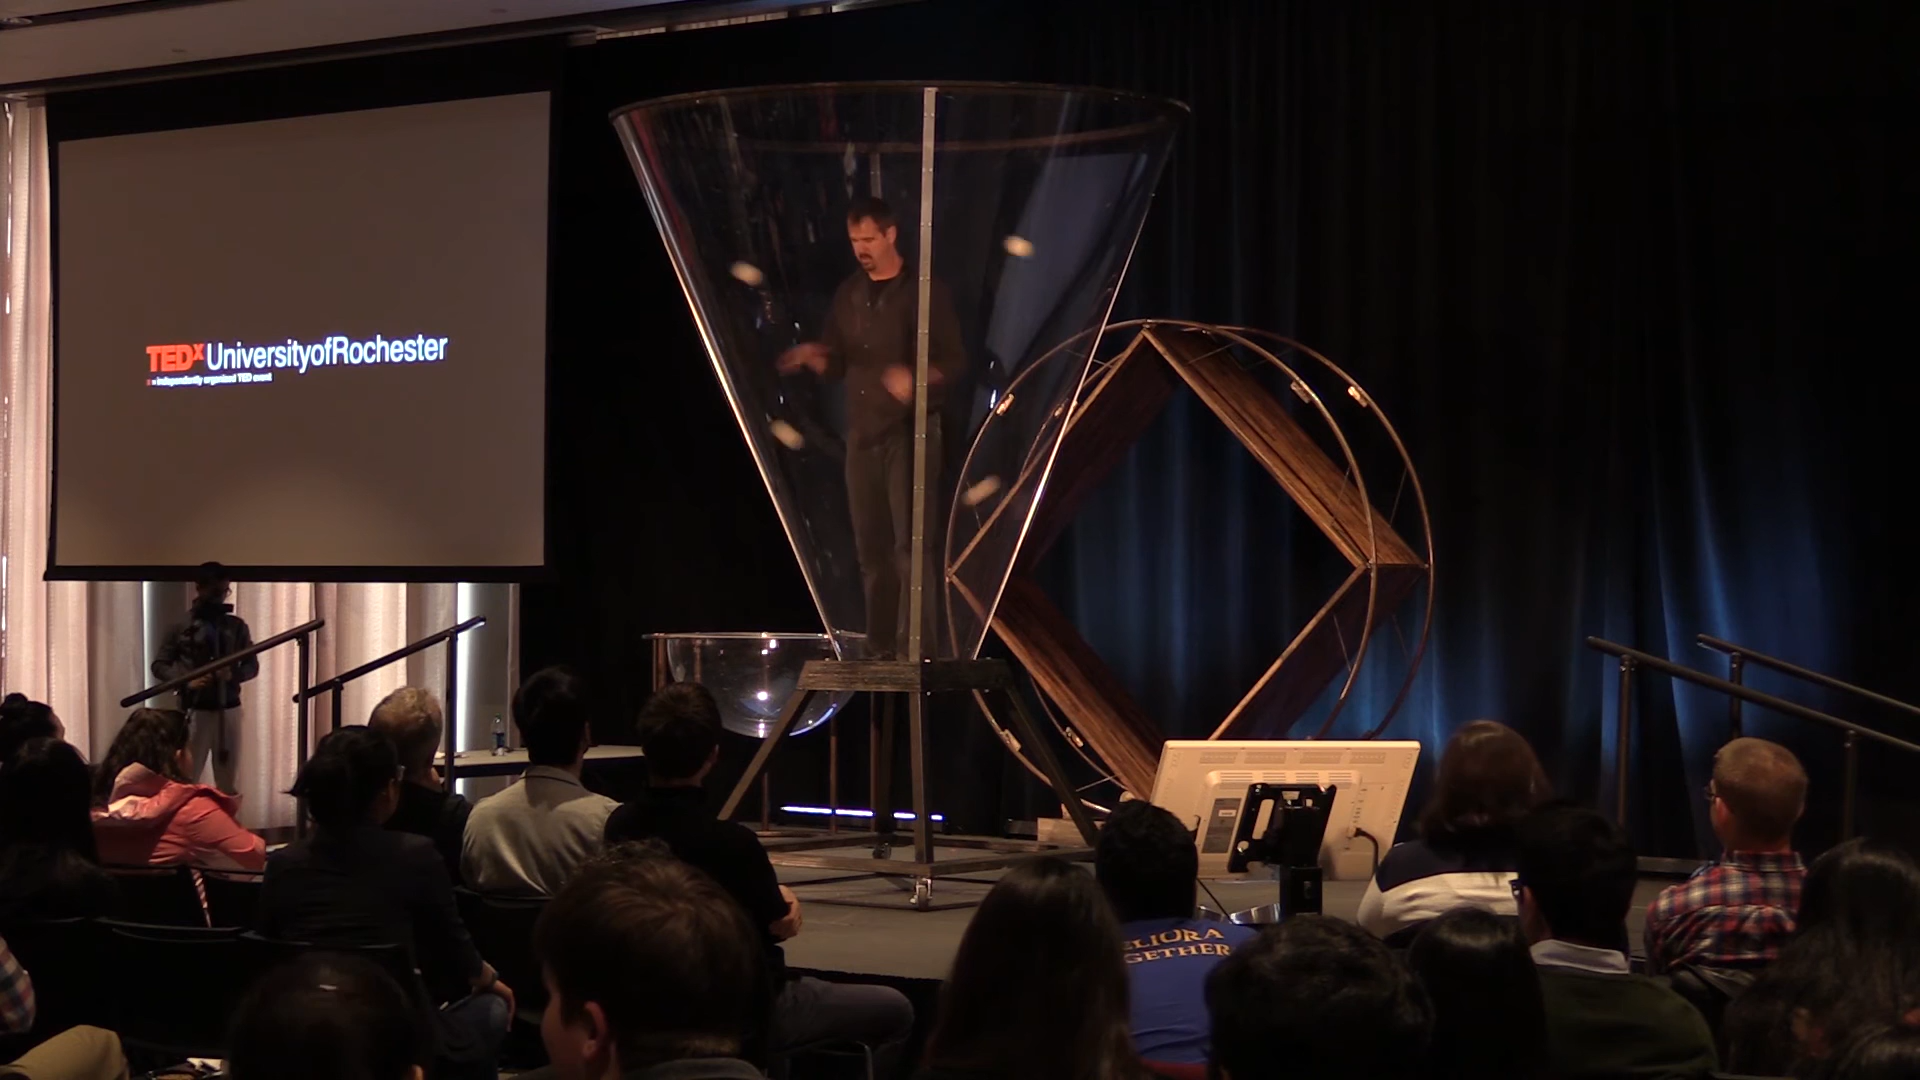 TEDxUniversityofRochester
x = independently organized TED event
ELIORA
GETHER